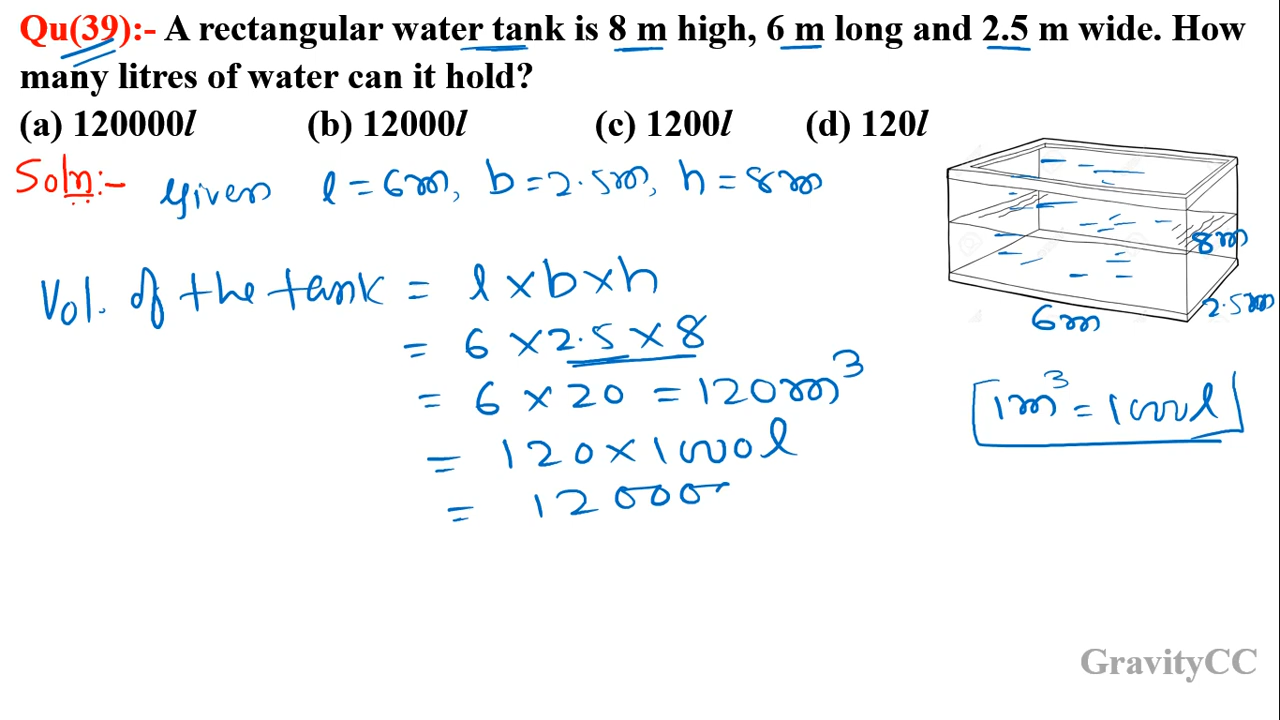 Qu(39):- A rectangular water tank is 8 m high, 6 m long and 2.5 m wide. How
many litres of water can it hold?
(a) 120000l (b) 12000l (c) 1200l (d) 120l
Soln:- Given l = 6m, b = 2.5m, h = 8m
8m
2.5m
6m
Vol. of the tank = l × b × h
= 6 × 2.5 × 8
= 6 × 20 = 120m³
1m³ = 1000l
= 120 × 1000l
= 12000
GravityCC